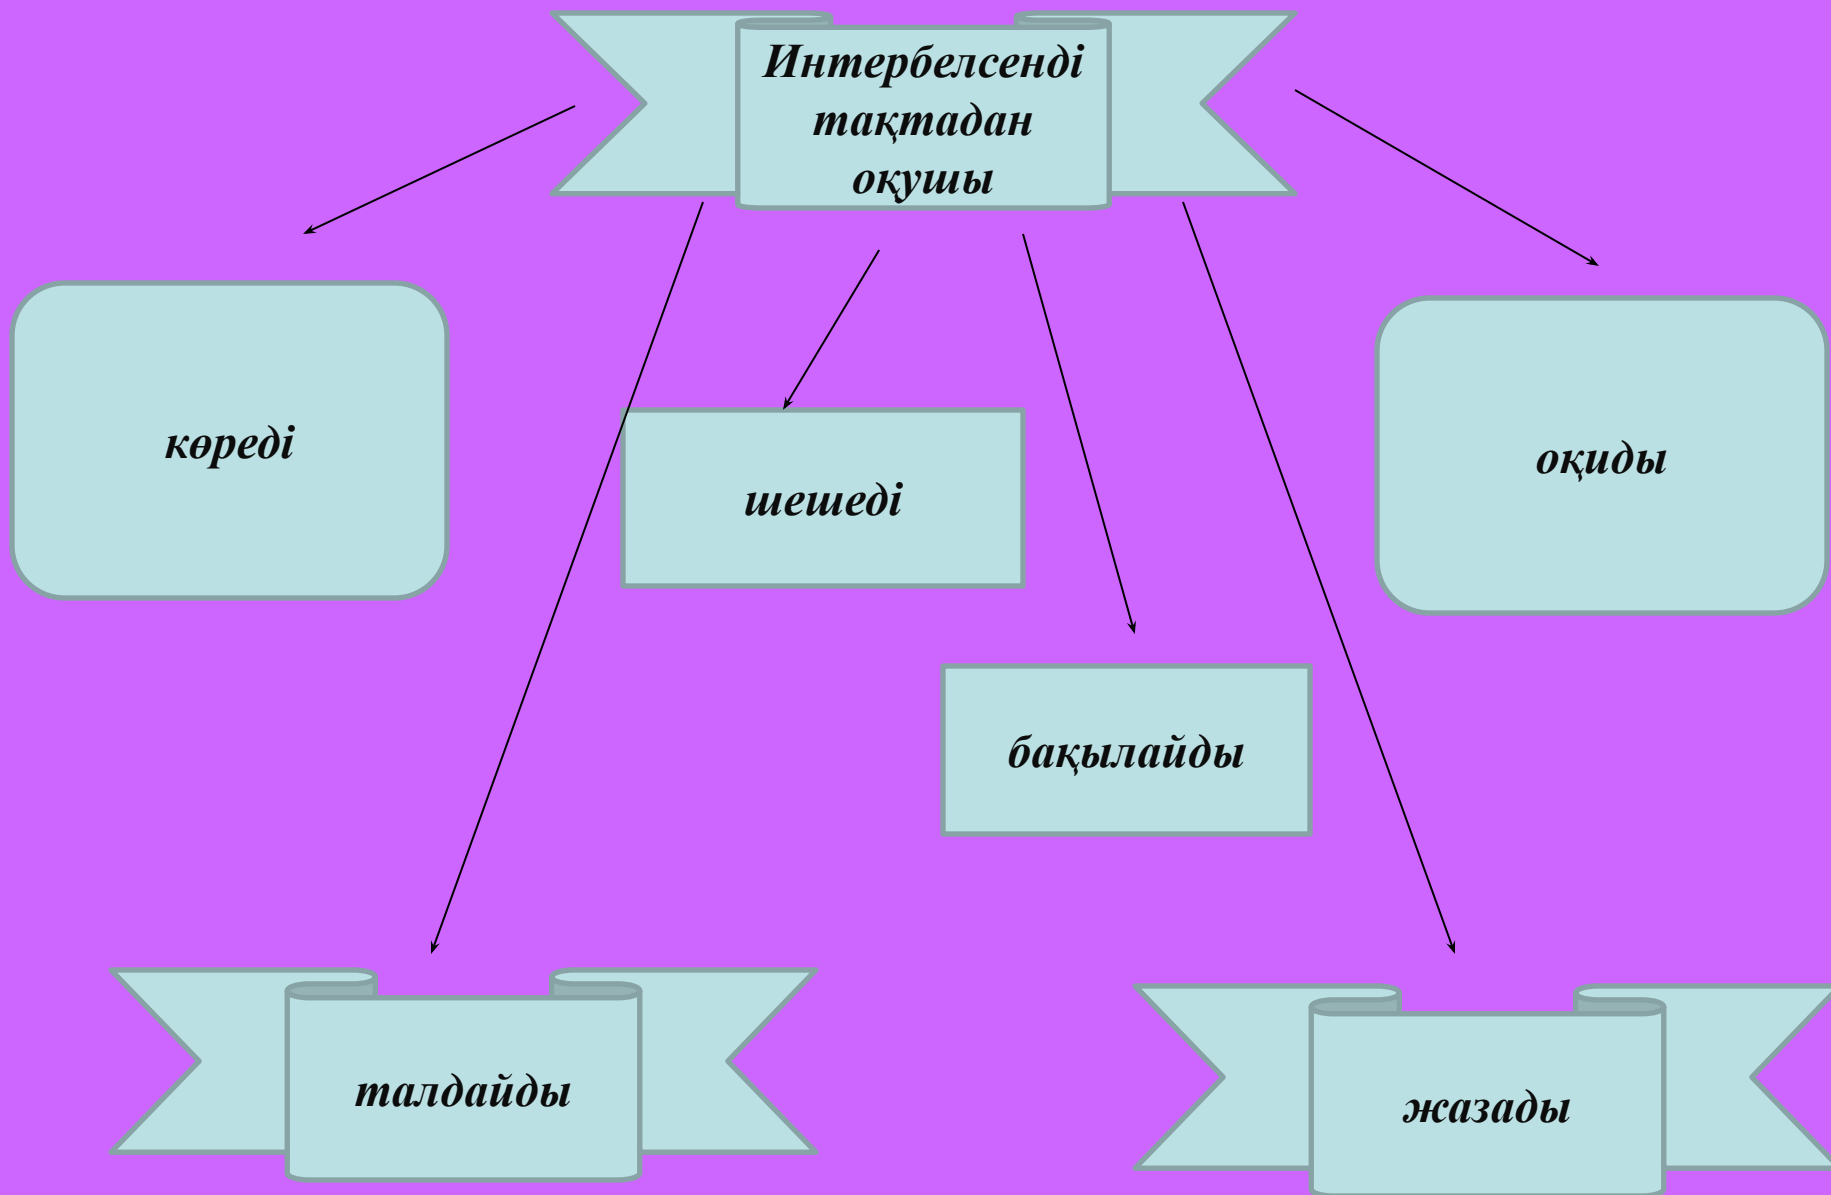 Интербелсенді
тақтадан
оқушы
көреді
шешеді
оқиды
бақылайды
талдайды
жазады